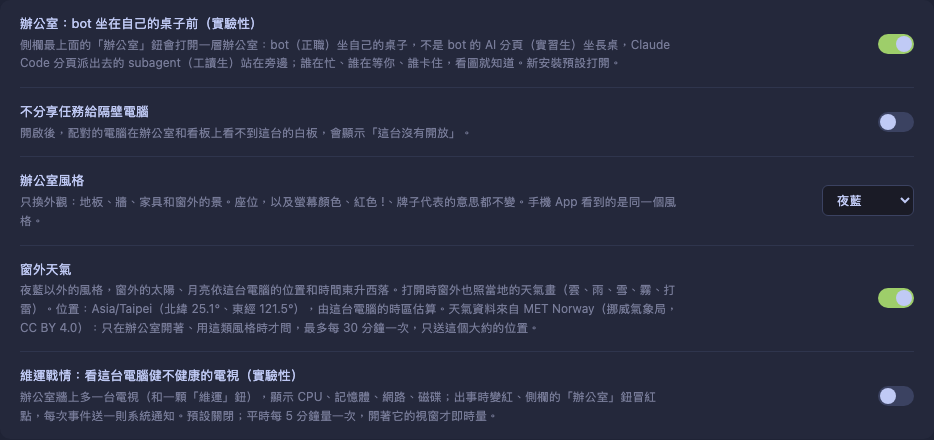 辦公室：bot 坐在自己的桌子前（實驗性）
側欄最上面的「辦公室」鈕會打開一層辦公室：bot（正職）坐自己的桌子，不是 bot 的 AI 分頁（實習生）坐長桌，Claude
Code 分頁派出去的 subagent（工讀生）站在旁邊；誰在忙、誰在等你、誰卡住，看圖就知道。新安裝預設打開。
不分享任務給隔壁電腦
開啟後，配對的電腦在辦公室和看板上看不到這台的白板，會顯示「這台沒有開放」。
辦公室風格
只換外觀：地板、牆、家具和窗外的景。座位，以及螢幕顏色、紅色 !、牌子代表的意思都不變。手機 App 看到的是同一個風
格。
夜藍
窗外天氣
夜藍以外的風格，窗外的太陽、月亮依這台電腦的位置和時間東升西落。打開時窗外也照當地的天氣畫（雲、雨、雪、霧、打
雷）。位置：Asia/Taipei（北緯 25.1°、東經 121.5°），由這台電腦的時區估算。天氣資料來自 MET Norway（挪威氣象局，
CC BY 4.0）：只在辦公室開著、用這類風格時才問，最多每 30 分鐘一次，只送這個大約的位置。
維運戰情：看這台電腦健不健康的電視（實驗性）
辦公室牆上多一台電視（和一顆「維運」鈕），顯示 CPU、記憶體、網路、磁碟；出事時變紅、側欄的「辦公室」鈕冒紅
點，每次事件送一則系統通知。預設關閉；平時每 5 分鐘量一次，開著它的視窗才即時量。